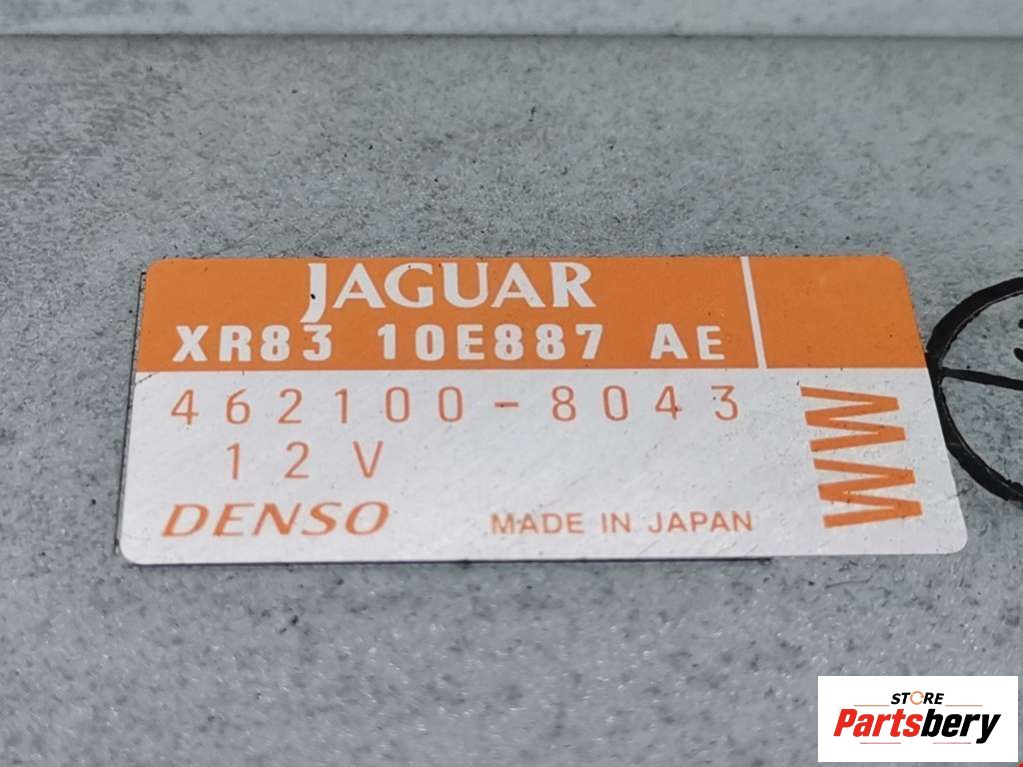 JAGUAR
XR83 10E887 AE
462100-8043
12V
DENSO MADE IN JAPAN
WW
STORE
Partsbery